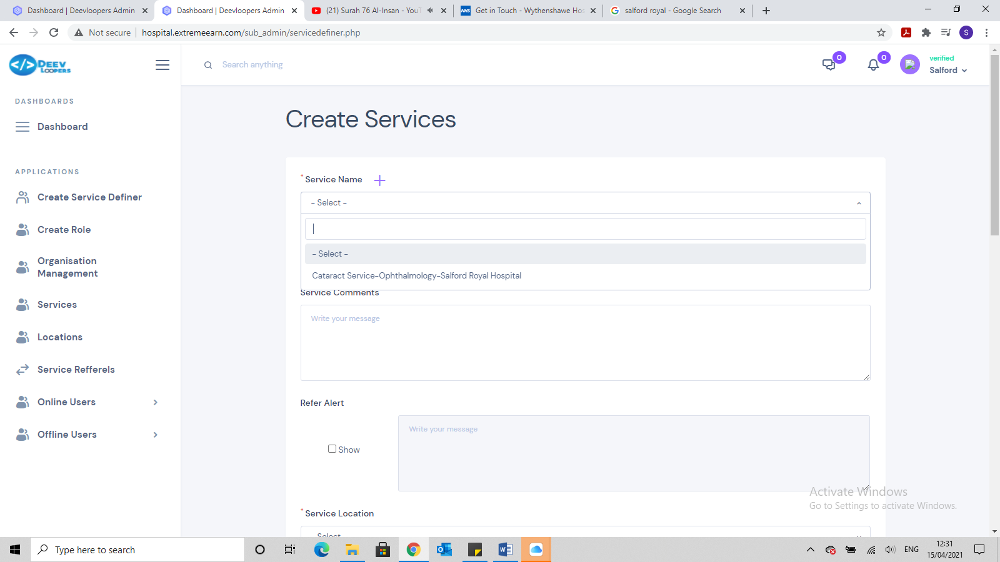 Dashboard | Deevloopers Admin
Dashboard | Deevloopers Admin
(21) Surah 76 Al-Insan - YouT
NHS
Get in Touch - Wythenshawe Hos
salford royal - Google Search
Not secure
hospital.extremeearn.com/sub_admin/servicedefiner.php
S
</> DEEV
LOOPERS
Search anything
0
0
verified
Salford
DASHBOARDS
Dashboard
APPLICATIONS
Create Service Definer
Create Role
Organisation
Management
Services
Locations
Service Refferels
Online Users
Offline Users
Create Services
* Service Name +
- Select -
- Select -
Cataract Service-Ophthalmology-Salford Royal Hospital
Service Comments
Write your message
Refer Alert
Show
Write your message
* Service Location
- Select -
Activate Windows
Go to Settings to activate Windows.
Type here to search
ENG
12:31
15/04/2021